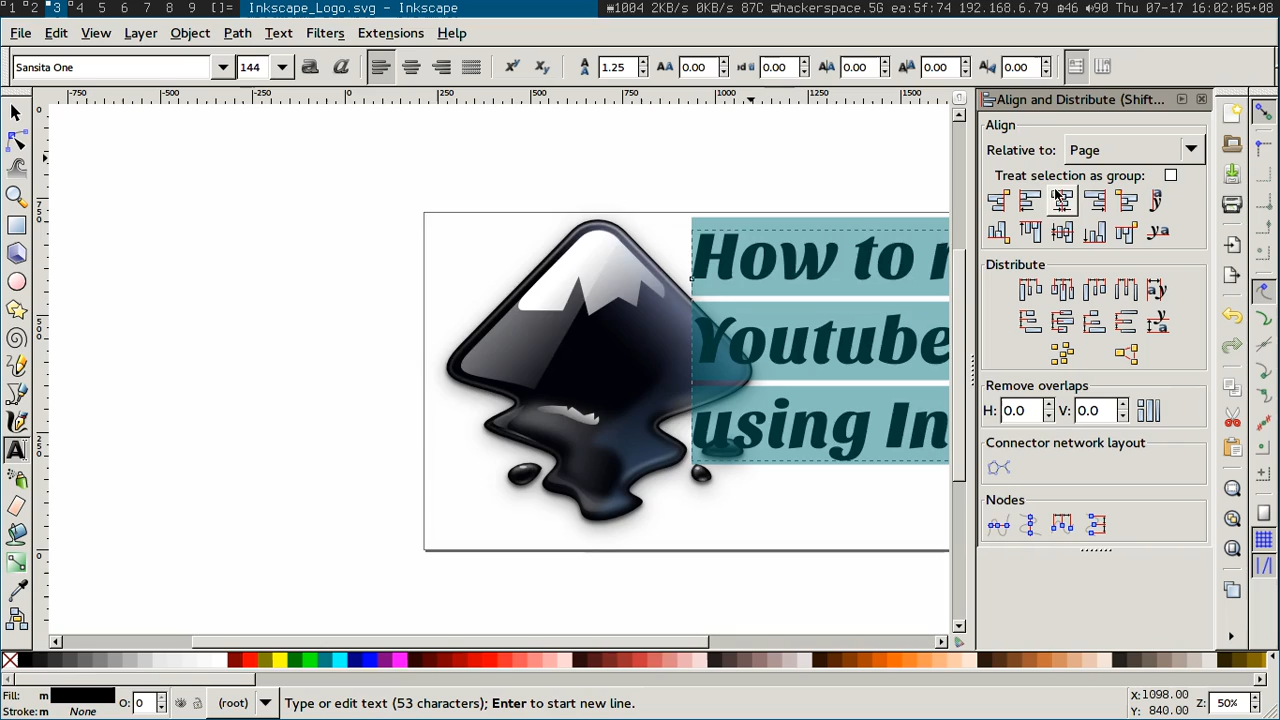 1 2 3 4 5 6 7 8 9 []= Inkscape_Logo.svg - Inkscape 1004 2KB/s 0KB/s hackerspace.SG ea:5f:74 192.168.6.79 46 90 Thu 07-17 16:02:05+08
File Edit View Layer Object Path Text Filters Extensions Help
Sansita One 144 1.25 0.00 0.00 0.00 0.00 0.00
-750 -500 -250 0 250 500 750 1000 1250 1500
Align and Distribute (Shift...
Align
Relative to: Page
Treat selection as group:
Distribute
Remove overlaps
H: 0.0 V: 0.0
Connector network layout
Nodes
How to
Youtube
using In
Fill: m
Stroke: m None
O: 0
(root)
Type or edit text (53 characters); Enter to start new line.
X: 1098.00
Y: 840.00
Z: 50%